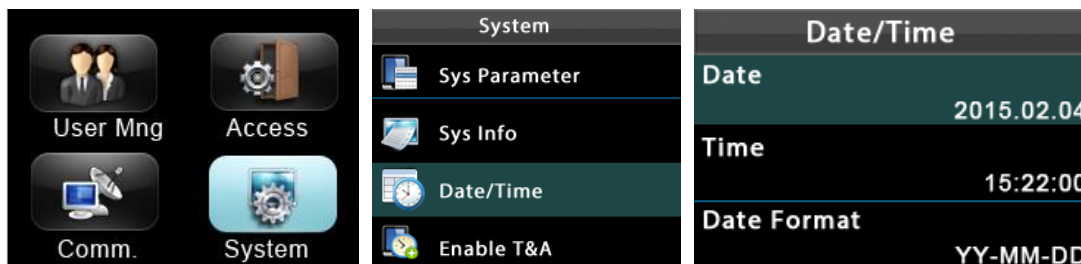 User Mng
Access
Comm.
System
System
Sys Parameter
Sys Info
Date/Time
Enable T&A
Date/Time
Date
2015.02.04
Time
15:22:00
Date Format
YY-MM-DD